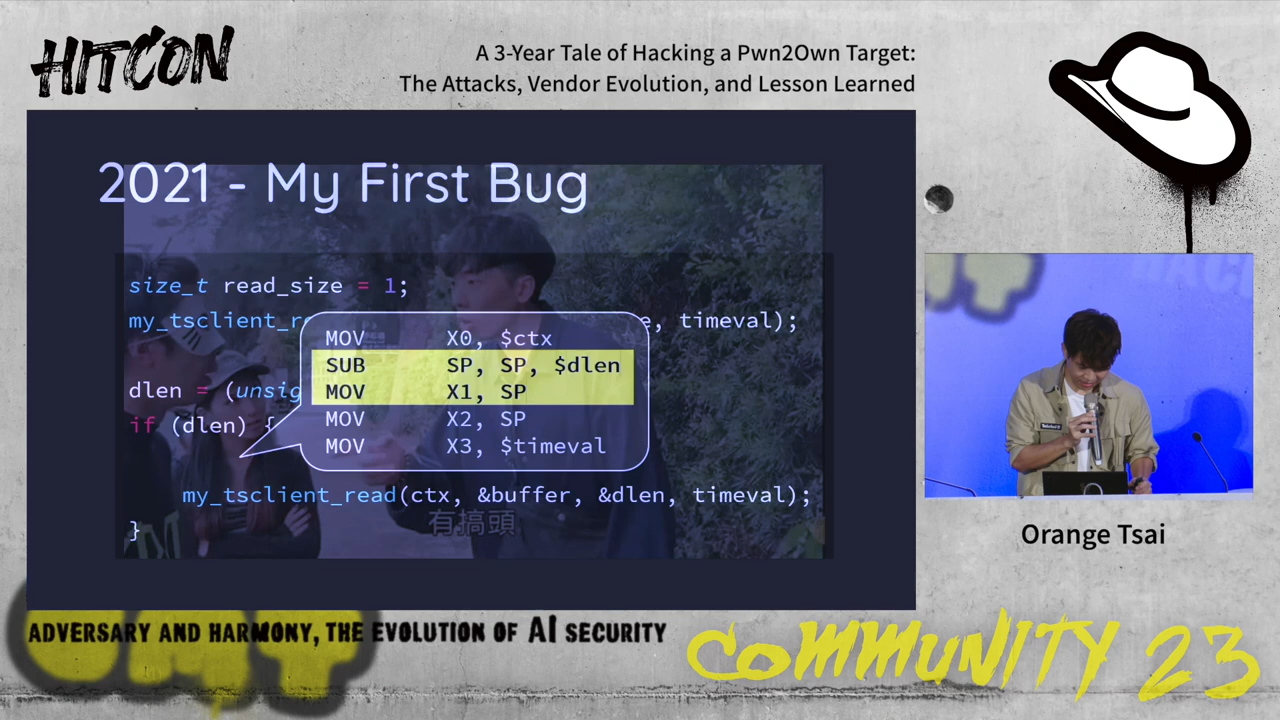 HITCON
A 3-Year Tale of Hacking a Pwn2Own Target:
The Attacks, Vendor Evolution, and Lesson Learned
2021 - My First Bug
size_t read_size = 1;
my_tsclient_re
e, timeval);
MOV X0, $ctx
SUB SP, SP, $dlen
MOV X1, SP
MOV X2, SP
MOV X3, $timeval
dlen = (unsig
if (dlen) {
my_tsclient_read(ctx, &buffer, &dlen, timeval);
有搞頭
}
Orange Tsai
ADVERSARY AND HARMONY, THE EVOLUTION OF AI SECURITY
COMMUNITY 23